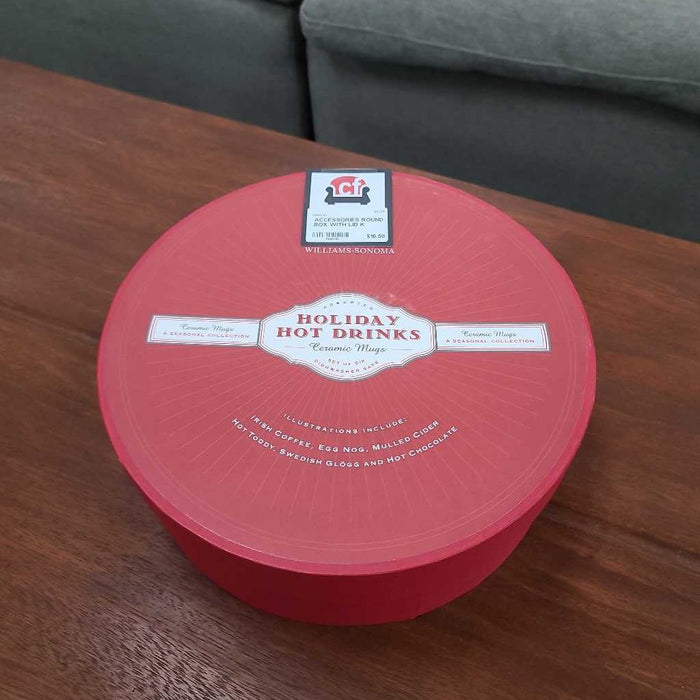 cf
ACCESSORIES ROUND
BOX WITH LID K
$16.50
WILLIAMS-SONOMA
ASSORTED
HOLIDAY
HOT DRINKS
Ceramic Mugs
SET OF SIX
DISHWASHER SAFE
Ceramic Mugs
A SEASONAL COLLECTION
Ceramic Mugs
A SEASONAL COLLECTION
ILLUSTRATIONS INCLUDE:
IRISH COFFEE, EGG NOG, MULLED CIDER
HOT TODDY, SWEDISH GLÖGG AND HOT CHOCOLATE